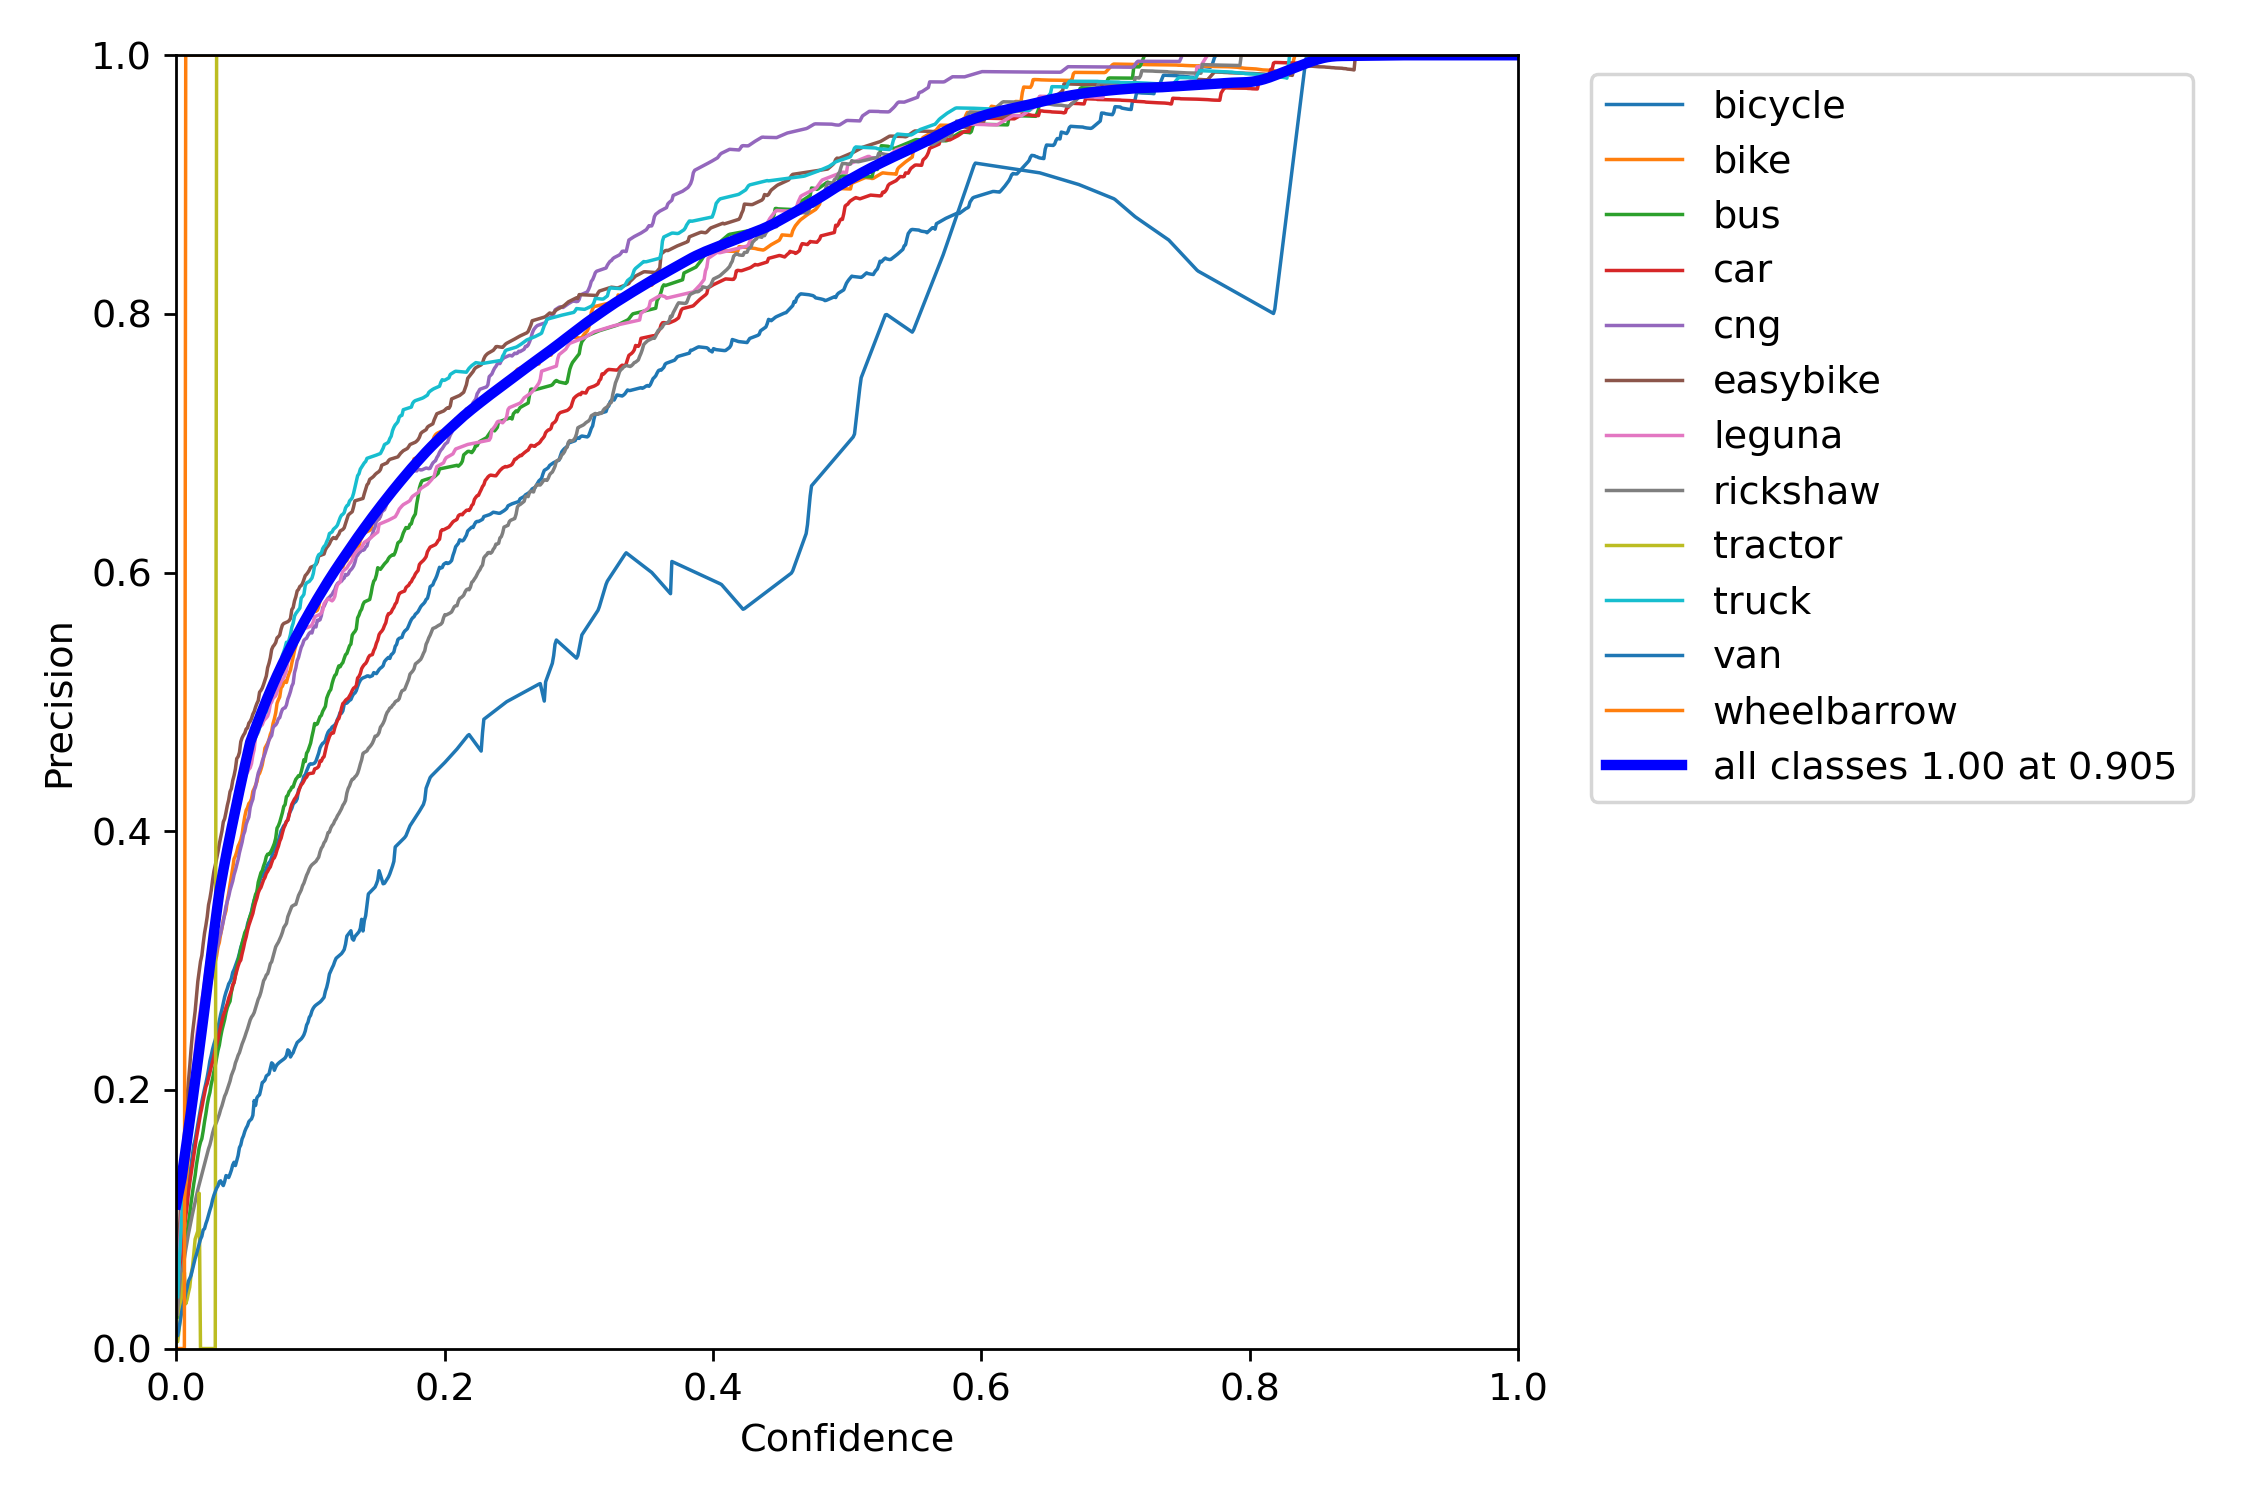 1.0
0.8
0.6
0.4
0.2
0.0
Precision
0.0 0.2 0.4 0.6 0.8 1.0
Confidence
bicycle
bike
bus
car
cng
easybike
leguna
rickshaw
tractor
truck
van
wheelbarrow
all classes 1.00 at 0.905